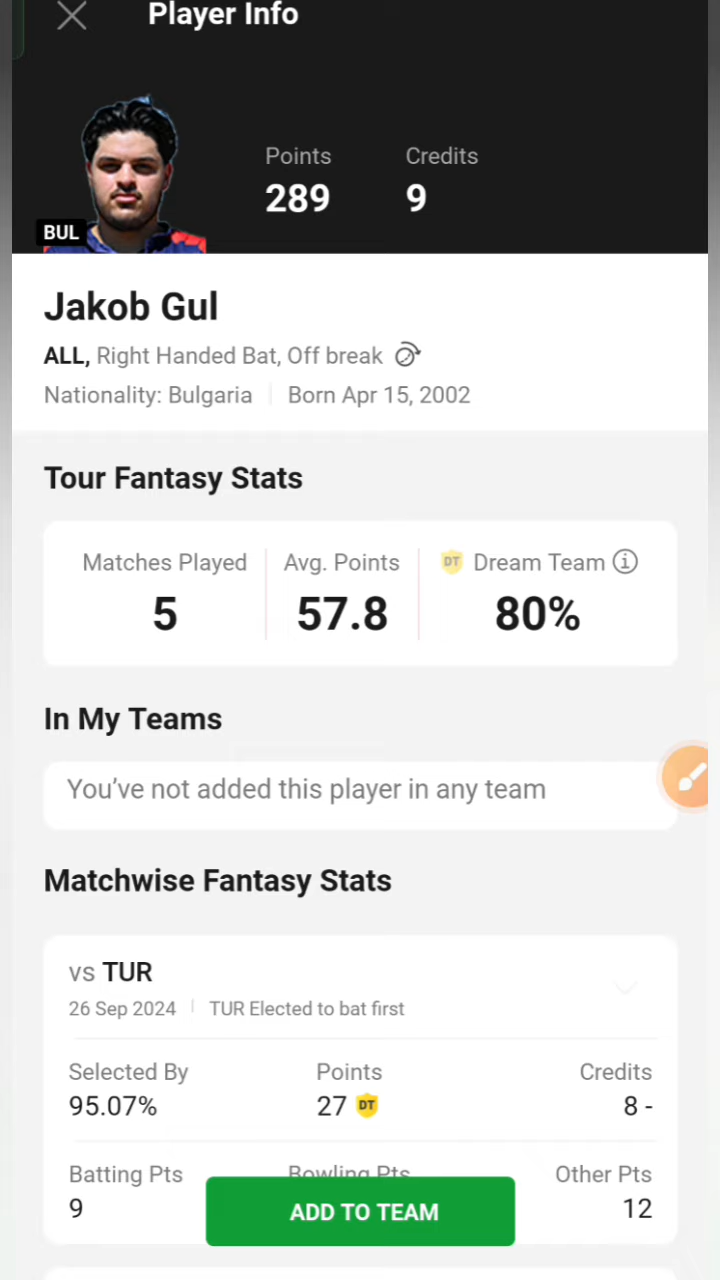 Player Info
Points Credits
289 9
BUL
Jakob Gul
ALL, Right Handed Bat, Off break
Nationality: Bulgaria Born Apr 15, 2002
Tour Fantasy Stats
Matches Played Avg. Points DT Dream Team
5 57.8 80%
In My Teams
You’ve not added this player in any team
Matchwise Fantasy Stats
vs TUR
26 Sep 2024 TUR Elected to bat first
Selected By Points Credits
95.07% 27 DT 8 -
Batting Pts Bowling Pts Other Pts
9 12
ADD TO TEAM